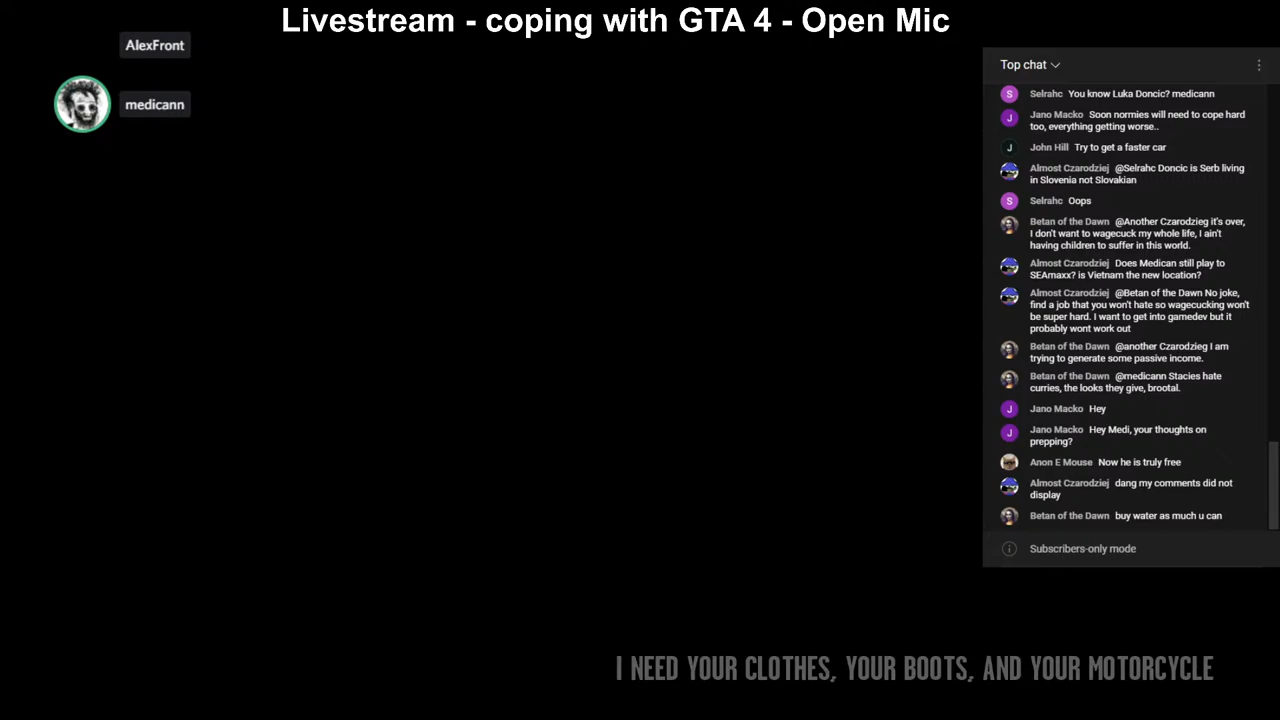 Livestream - coping with GTA 4 - Open Mic
AlexFront
medicann
Top chat
Selrahc You know Luka Doncic? medicann
Jano Macko Soon normies will need to cope hard
too, everything getting worse..
John Hill Try to get a faster car
Almost Czarodziej @Selrahc Doncic is Serb living
in Slovenia not Slovakian
Selrahc Oops
Betan of the Dawn @Another Czarodzieg it's over,
I don't want to wagecuck my whole life, I ain't
having children to suffer in this world.
Almost Czarodziej Does Medican still play to
SEAmaxx? is Vietnam the new location?
Almost Czarodziej @Betan of the Dawn No joke,
find a job that you won't hate so wagecucking won't
be super hard. I want to get into gamedev but it
probably wont work out
Betan of the Dawn @another Czarodzieg I am
trying to generate some passive income.
Betan of the Dawn @medicann Stacies hate
curries, the looks they give, brootal.
Jano Macko Hey
Jano Macko Hey Medi, your thoughts on
prepping?
Anon E Mouse Now he is truly free
Almost Czarodziej dang my comments did not
display
Betan of the Dawn buy water as much u can
Subscribers-only mode
I NEED YOUR CLOTHES, YOUR BOOTS, AND YOUR MOTORCYCLE